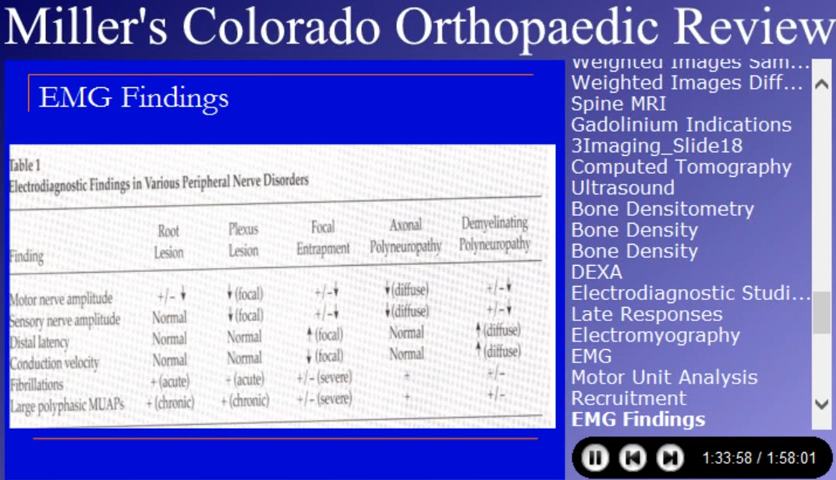 Miller's Colorado Orthopaedic Review
EMG Findings
Table 1
Electrodiagnostic Findings in Various Peripheral Nerve Disorders
Finding Root Lesion Plexus Lesion Focal Entrapment Axonal Polyneuropathy Demyelinating Polyneuropathy
Motor nerve amplitude +/- ↓ ↓ (focal) +/-↓ ↓ (diffuse) +/-↓
Sensory nerve amplitude Normal ↓ (focal) +/-↓ ↓ (diffuse) +/-↓
Distal latency Normal Normal ↑ (focal) Normal ↑ (diffuse)
Conduction velocity Normal Normal ↓ (focal) Normal ↑ (diffuse)
Fibrillations + (acute) + (acute) +/- (severe) + +/-
Large polyphasic MUAPs + (chronic) + (chronic) +/- (severe) + +/-
Weighted Images Sam...
Weighted Images Diff...
Spine MRI
Gadolinium Indications
3Imaging_Slide18
Computed Tomography
Ultrasound
Bone Densitometry
Bone Density
Bone Density
DEXA
Electrodiagnostic Studi...
Late Responses
Electromyography
EMG
Motor Unit Analysis
Recruitment
EMG Findings
1:33:58 / 1:58:01